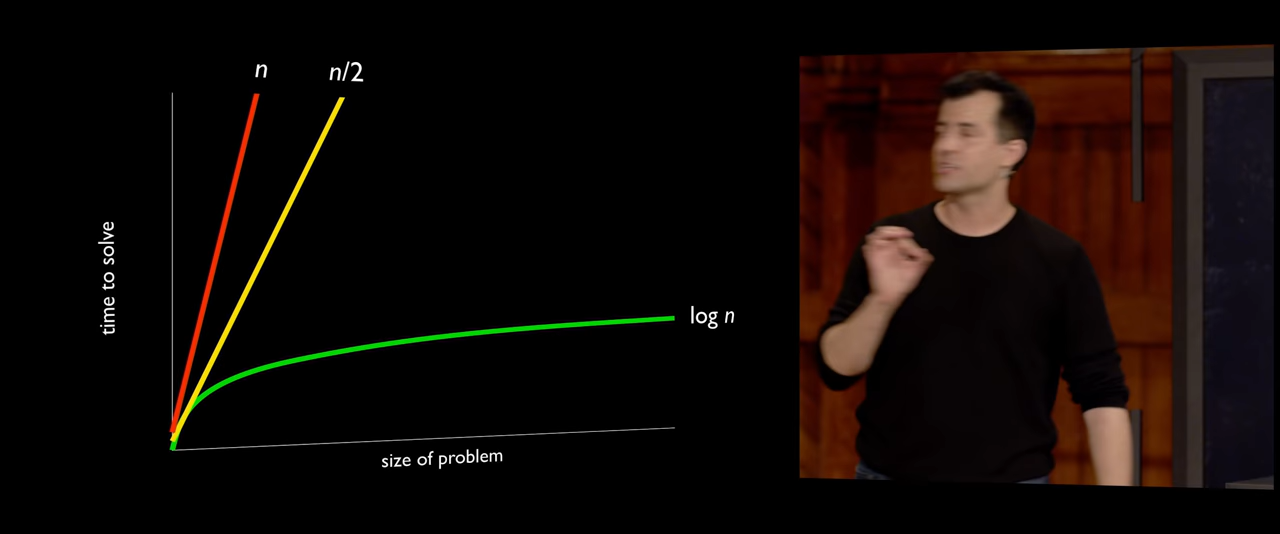 n
n/2
time to solve
log n
size of problem